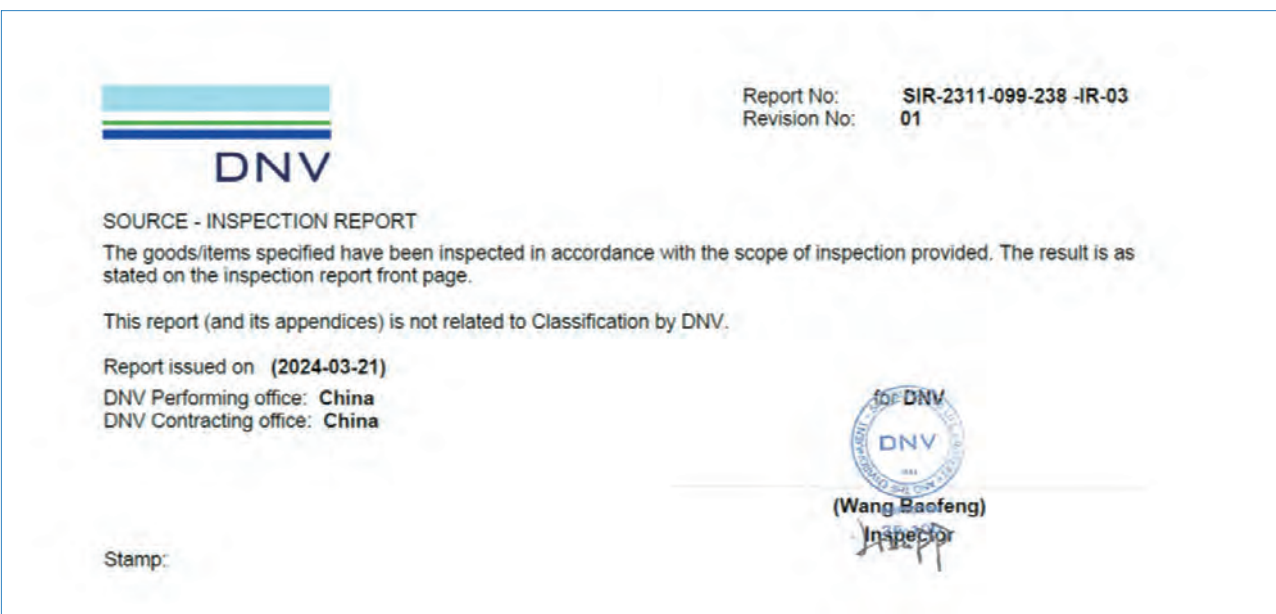 Report No: SIR-2311-099-238 -IR-03
Revision No: 01
DNV
SOURCE - INSPECTION REPORT
The goods/items specified have been inspected in accordance with the scope of inspection provided. The result is as
stated on the inspection report front page.
This report (and its appendices) is not related to Classification by DNV.
Report issued on (2024-03-21)
DNV Performing office: China
DNV Contracting office: China
for DNV
DNV
(Wang Baofeng)
Inspector
Stamp: